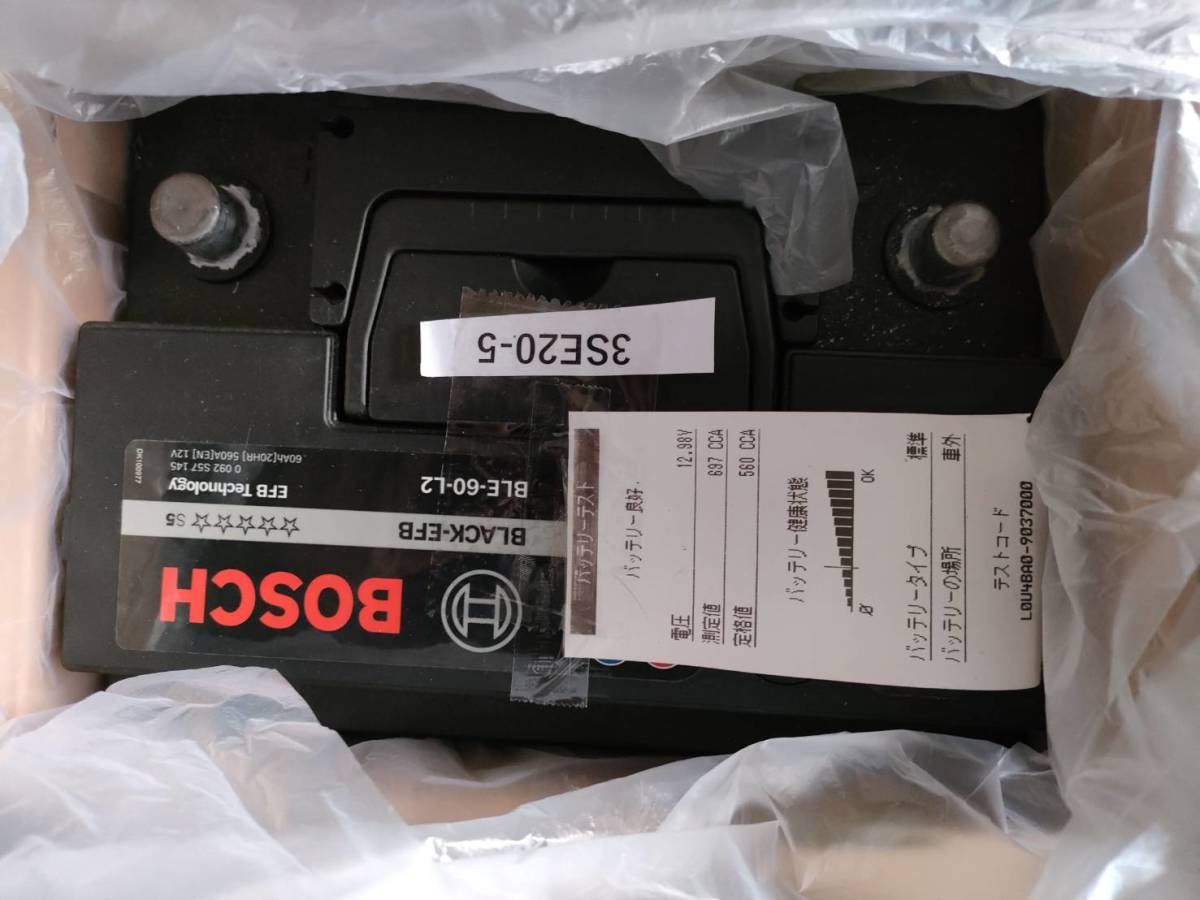 3SE20-5
BOSCH
BLACK-EFB
☆☆☆☆☆ S5
BLE-60-L2
EFB Technology
0 092 S57 145
60Ah[20HR] 560A[EN] 12V
DK100977
バッテリーテスト
バッテリー良好.
電圧 12.98V
測定値 697 CCA
定格値 560 CCA
バッテリー健康状態
OK
バッテリータイプ 標準
バッテリーの場所 車外
テストコード
L0U4BA0-9037000